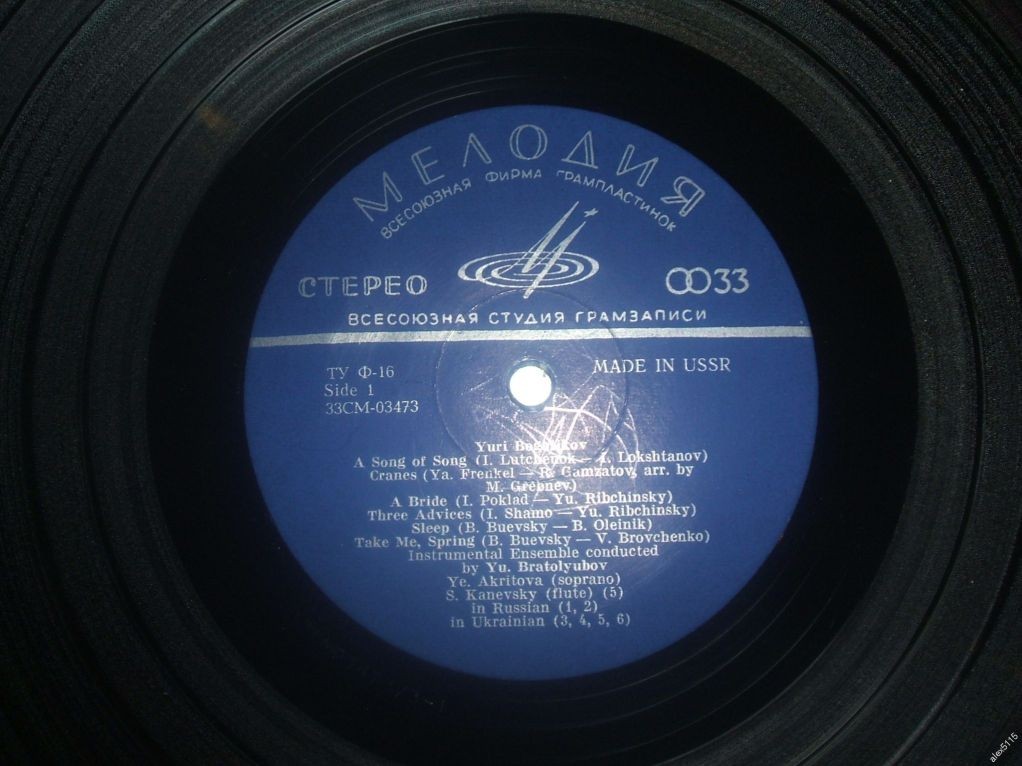 МЕЛОДИЯ
ВСЕСОЮЗНАЯ ФИРМА ГРАМПЛАСТИНОК
СТЕРЕО
33
ВСЕСОЮЗНАЯ СТУДИЯ ГРАМЗАПИСИ
ТУ Ф-16
MADE IN USSR
Side 1
33СМ-03473
Yuri
A Song of Song (I. Lutchenok — I. Lokshtanov)
Cranes (Ya. Frenkel — R. Gamzatov, arr. by
M. Grebnev)
A Bride (I. Poklad — Yu. Ribchinsky)
Three Advices (I. Shamo — Yu. Ribchinsky)
Sleep (B. Buevsky — B. Oleinik)
Take Me, Spring (B. Buevsky — V. Brovchenko)
Instrumental Ensemble conducted
by Yu. Bratolyubov
Ye. Akritova (soprano)
S. Kanevsky (flute) (5)
in Russian (1, 2)
in Ukrainian (3, 4, 5, 6)
alex5115